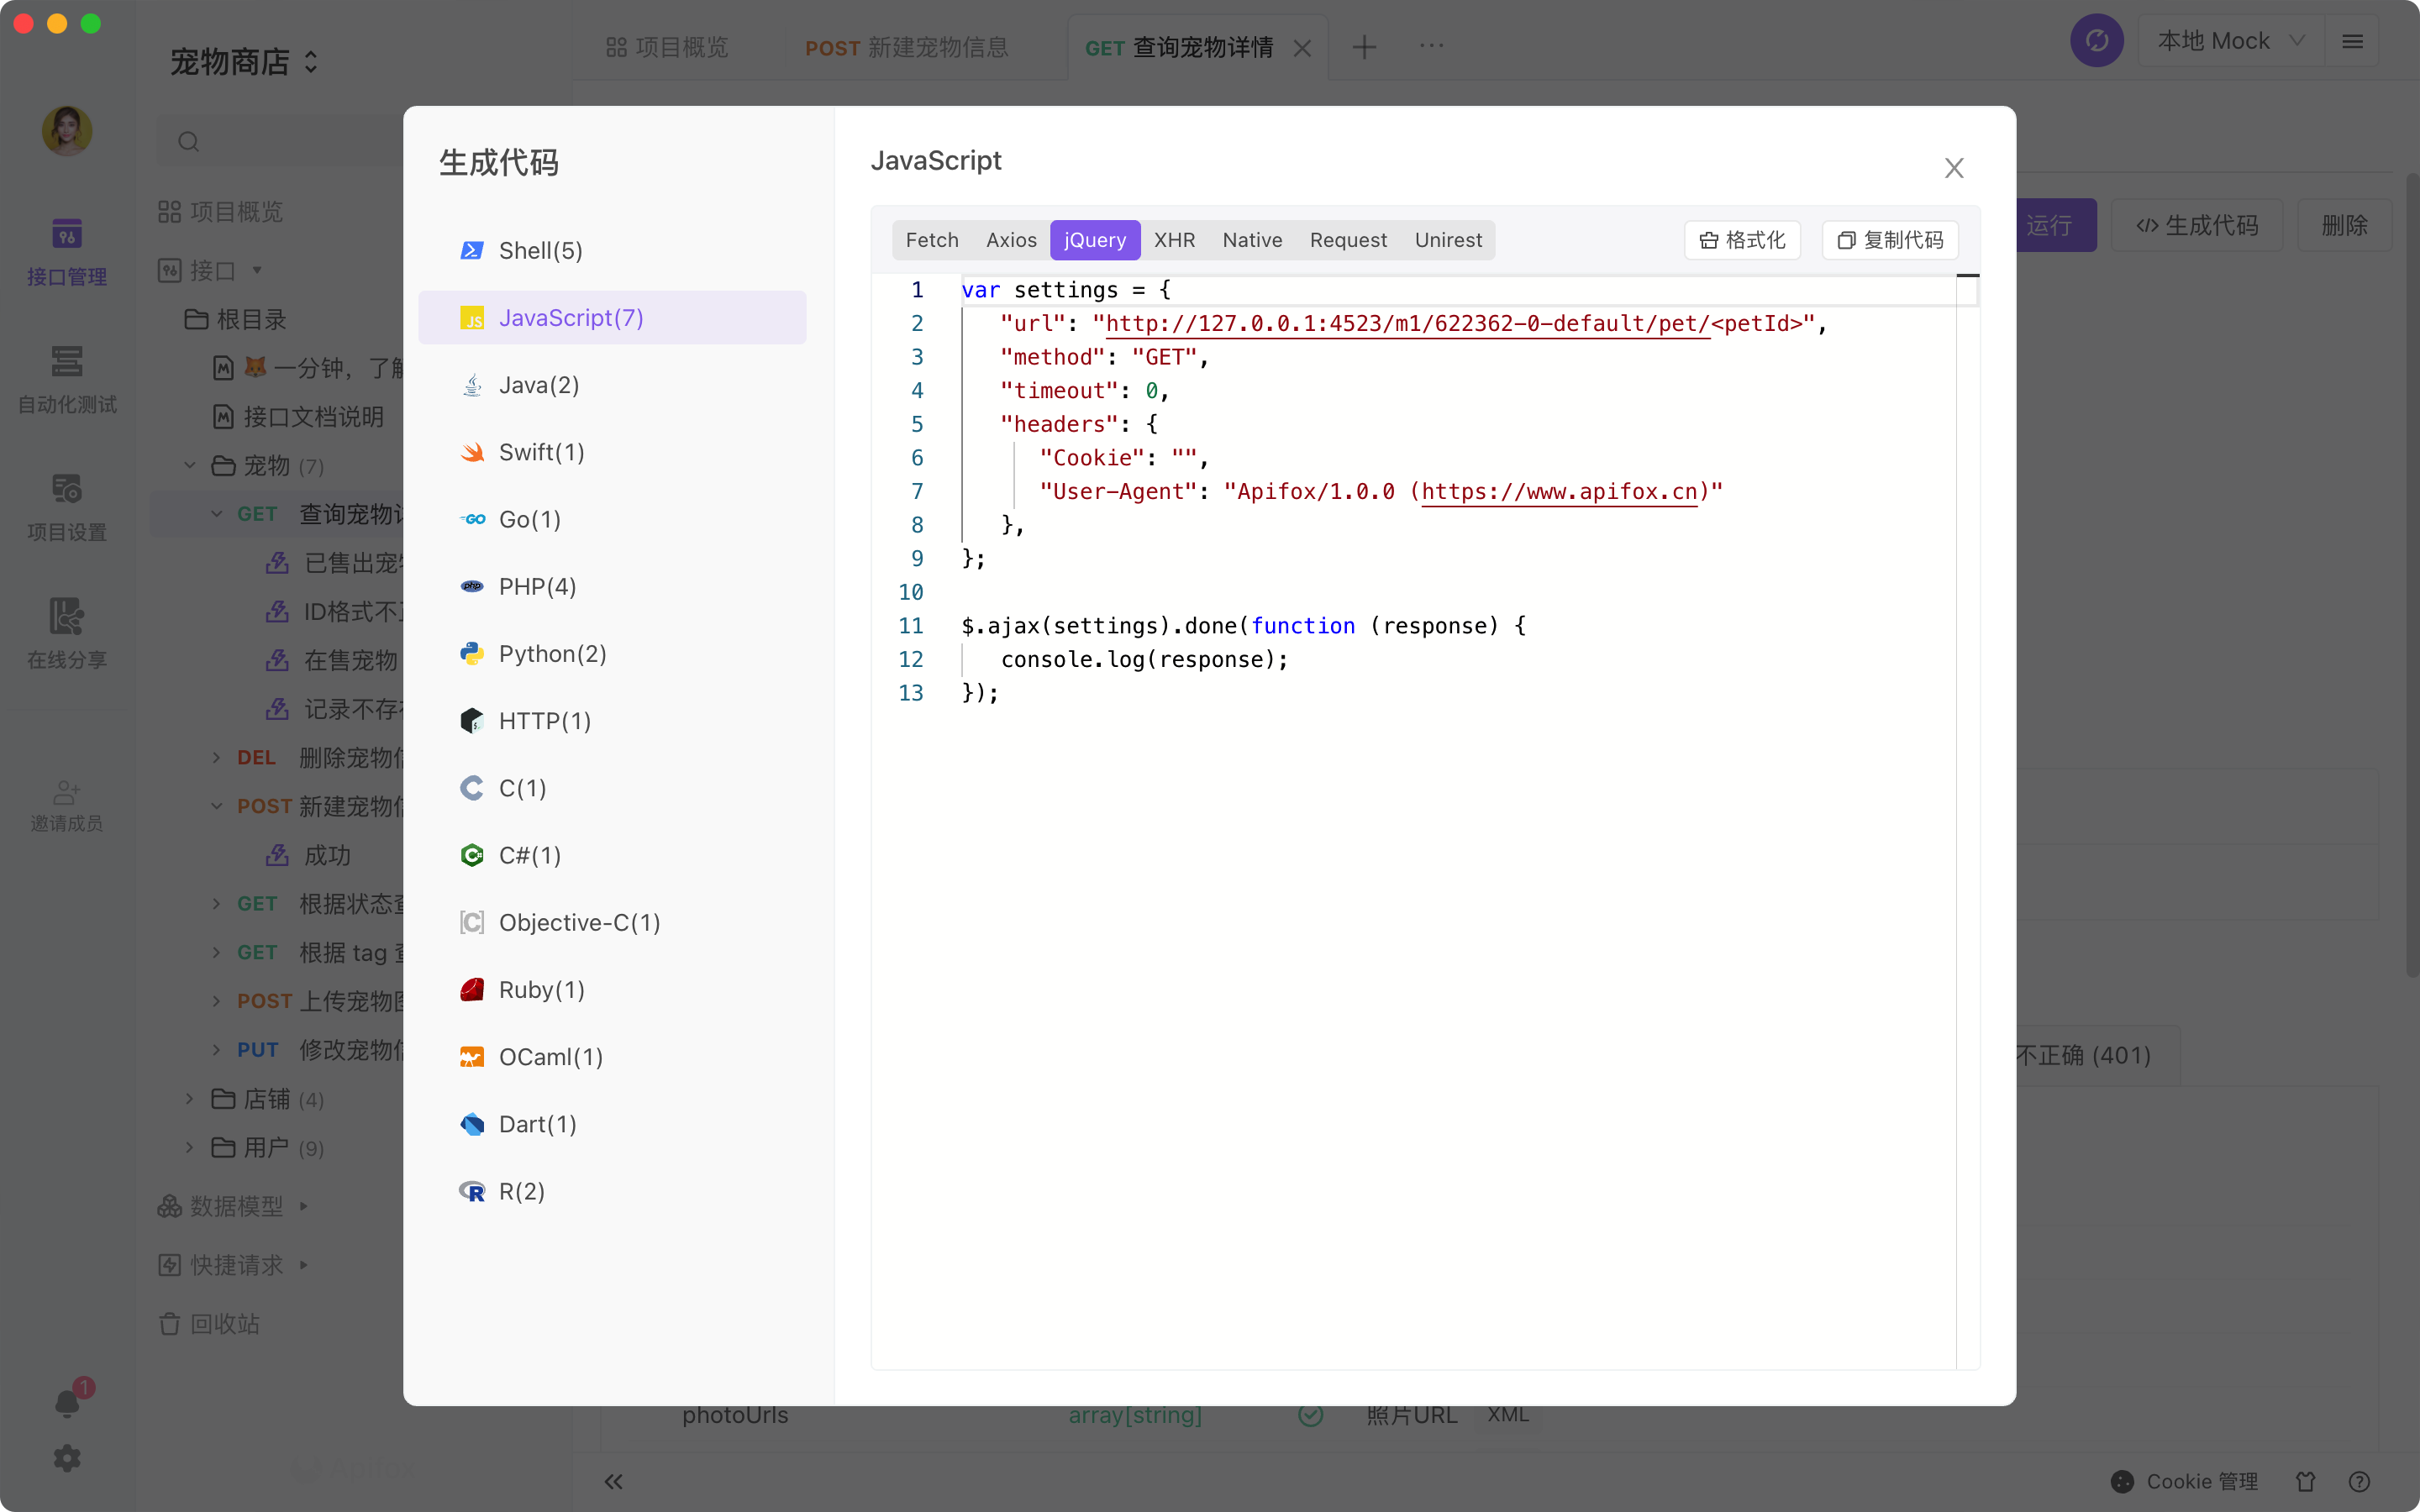 宠物商店
项目概览
POST 新建宠物信息
GET 查询宠物详情
本地 Mock
接口管理
自动化测试
项目设置
在线分享
邀请成员
1
项目概览
接口
根目录
一分钟，了解
接口文档说明
宠物 (7)
GET 查询宠物
已售出宠
ID格式不
在售宠物
记录不存
DEL 删除宠物
POST 新建宠物
成功
GET 根据状态
GET 根据 tag
POST 上传宠物
PUT 修改宠物
店铺 (4)
用户 (9)
数据模型
快捷请求
回收站
生成代码
Shell(5)
JS JavaScript(7)
Java(2)
Swift(1)
GO Go(1)
php PHP(4)
Python(2)
HTTP(1)
C(1)
C#(1)
Objective-C(1)
Ruby(1)
OCaml(1)
Dart(1)
R(2)
JavaScript
Fetch Axios jQuery XHR Native Request Unirest
格式化 复制代码
1 var settings = {
2 "url": "http://127.0.0.1:4523/m1/622362-0-default/pet/<petId>",
3 "method": "GET",
4 "timeout": 0,
5 "headers": {
6 "Cookie": "",
7 "User-Agent": "Apifox/1.0.0 (https://www.apifox.cn)"
8 },
9 };
10
11 $.ajax(settings).done(function (response) {
12 console.log(response);
13 });
运行 生成代码 删除
不正确 (401)
photoUrls array[string] 照片URL XML
Cookie 管理